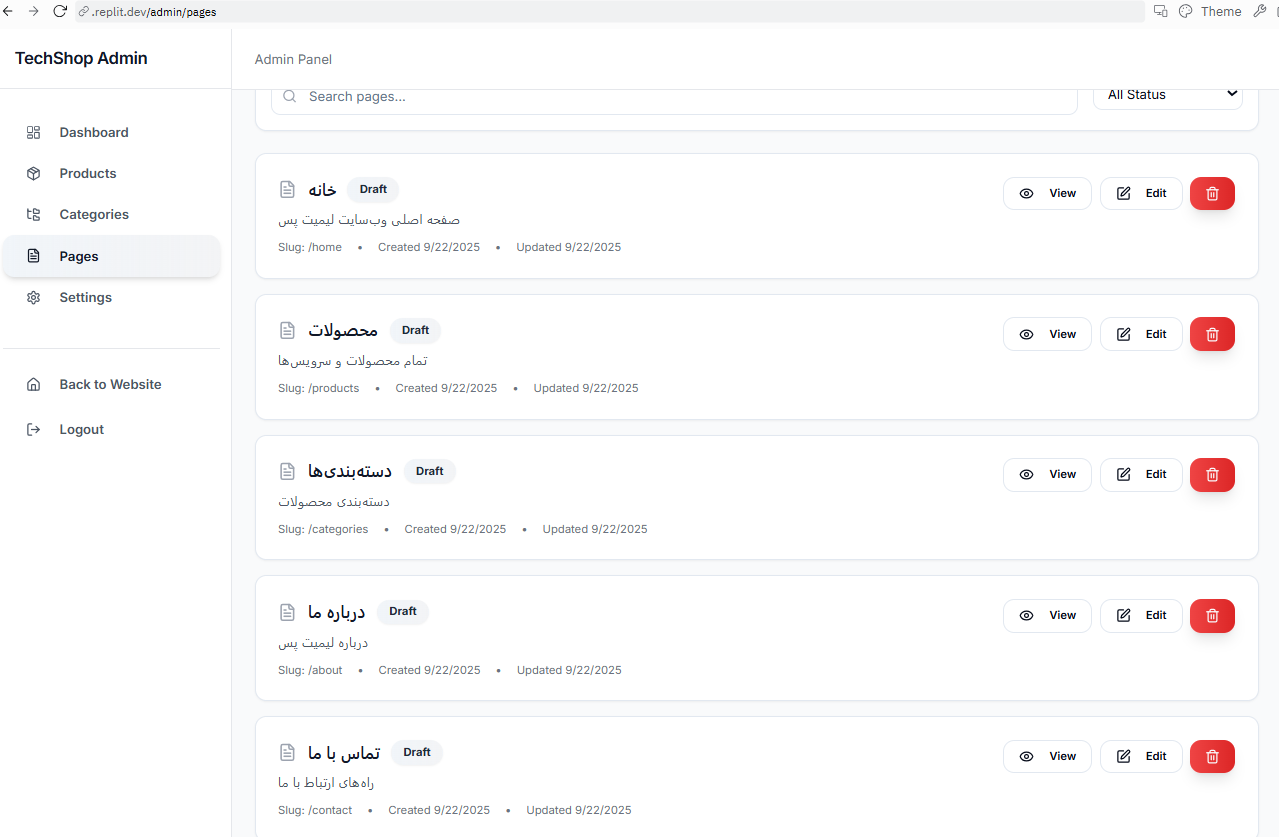 .replit.dev/admin/pages
Theme
TechShop Admin
Admin Panel
Search pages...
All Status
Dashboard
Products
Categories
Pages
Settings
Back to Website
Logout
خانه Draft View Edit
صفحه اصلی وب‌سایت لیمیت پس
Slug: /home • Created 9/22/2025 • Updated 9/22/2025
محصولات Draft View Edit
تمام محصولات و سرویس‌ها
Slug: /products • Created 9/22/2025 • Updated 9/22/2025
دسته‌بندی‌ها Draft View Edit
دسته‌بندی محصولات
Slug: /categories • Created 9/22/2025 • Updated 9/22/2025
درباره ما Draft View Edit
درباره لیمیت پس
Slug: /about • Created 9/22/2025 • Updated 9/22/2025
تماس با ما Draft View Edit
راه‌های ارتباط با ما
Slug: /contact • Created 9/22/2025 • Updated 9/22/2025